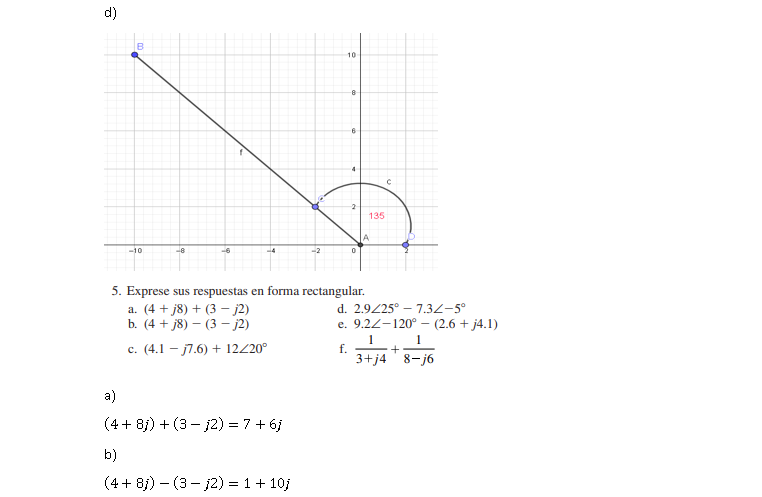 d)
B
10
8
6
f
4
c
2
135
A
−10 −8 −6 −4 −2 0 2
5. Exprese sus respuestas en forma rectangular.
a. (4 + j8) + (3 − j2) d. 2.9∠25° − 7.3∠−5°
b. (4 + j8) − (3 − j2) e. 9.2∠−120° − (2.6 + j4.1)
c. (4.1 − j7.6) + 12∠20° f. 1/(3+j4) + 1/(8−j6)
a)
(4 + 8j) + (3 − j2) = 7 + 6j
b)
(4 + 8j) − (3 − j2) = 1 + 10j